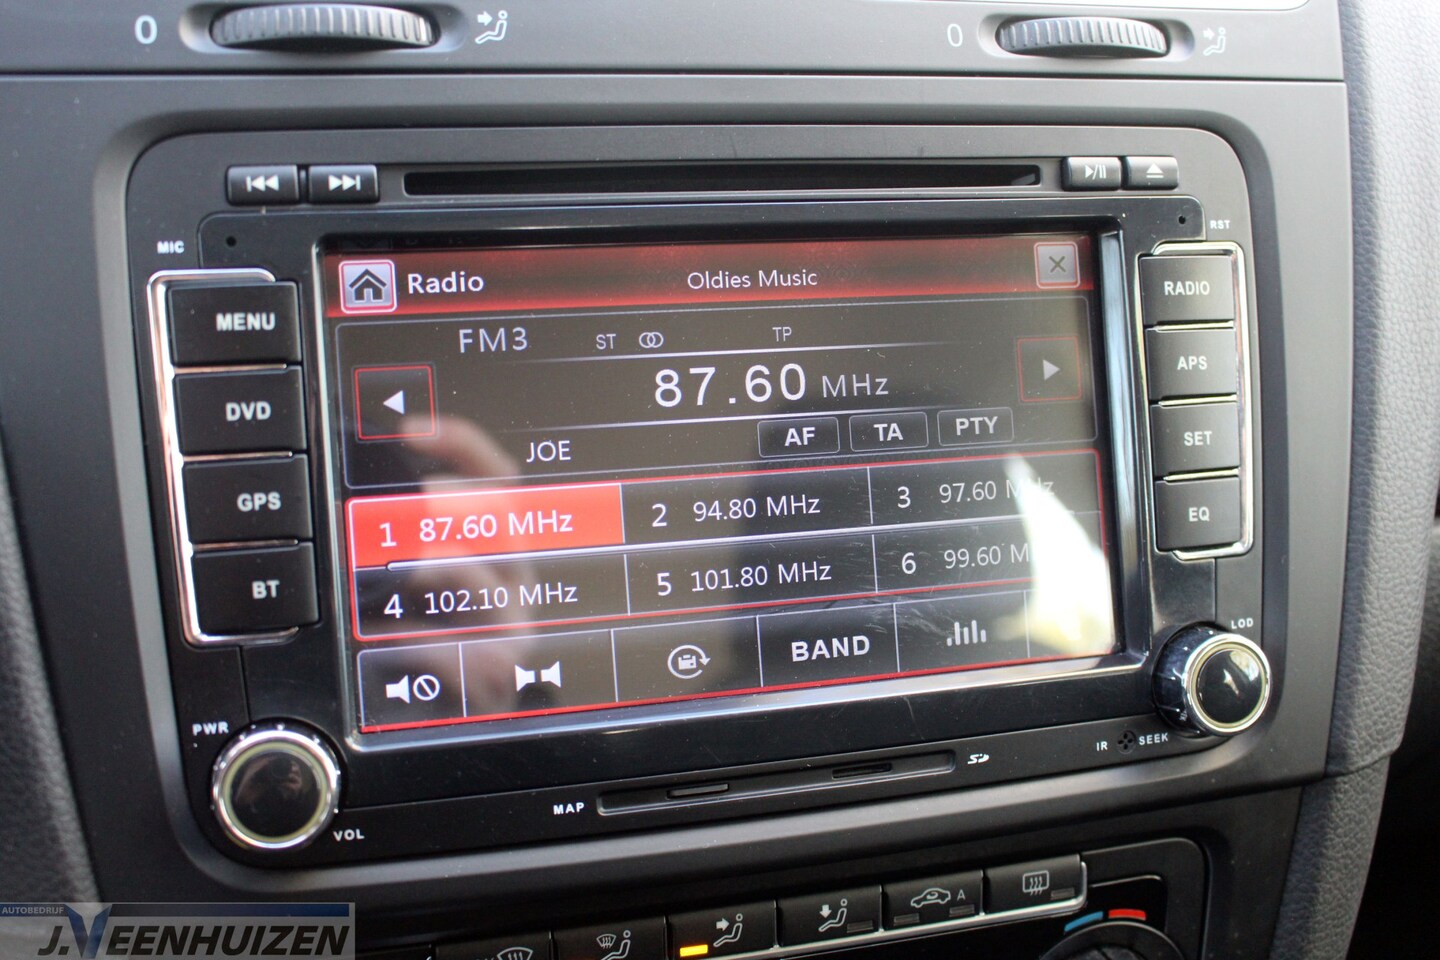 0
0
MIC
RST
Radio
Oldies Music
FM3
ST
TP
87.60 MHz
JOE
AF
TA
PTY
1 87.60 MHz
2 94.80 MHz
3 97.60 MHz
4 102.10 MHz
5 101.80 MHz
6 99.60 M
BAND
MENU
DVD
GPS
BT
RADIO
APS
SET
EQ
PWR
VOL
LOD
IR
SEEK
MAP
SD
A
AUTOBEDRIJF
J.VEENHUIZEN